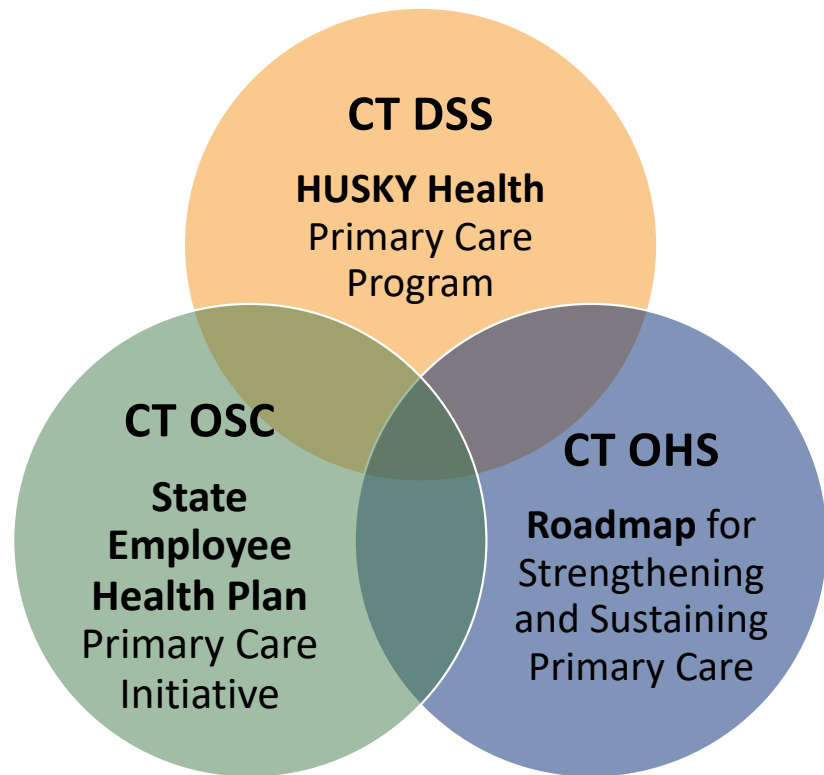 CT DSS
HUSKY Health
Primary Care
Program
CT OSC
State
Employee
Health Plan
Primary Care
Initiative
CT OHS
Roadmap for
Strengthening
and Sustaining
Primary Care